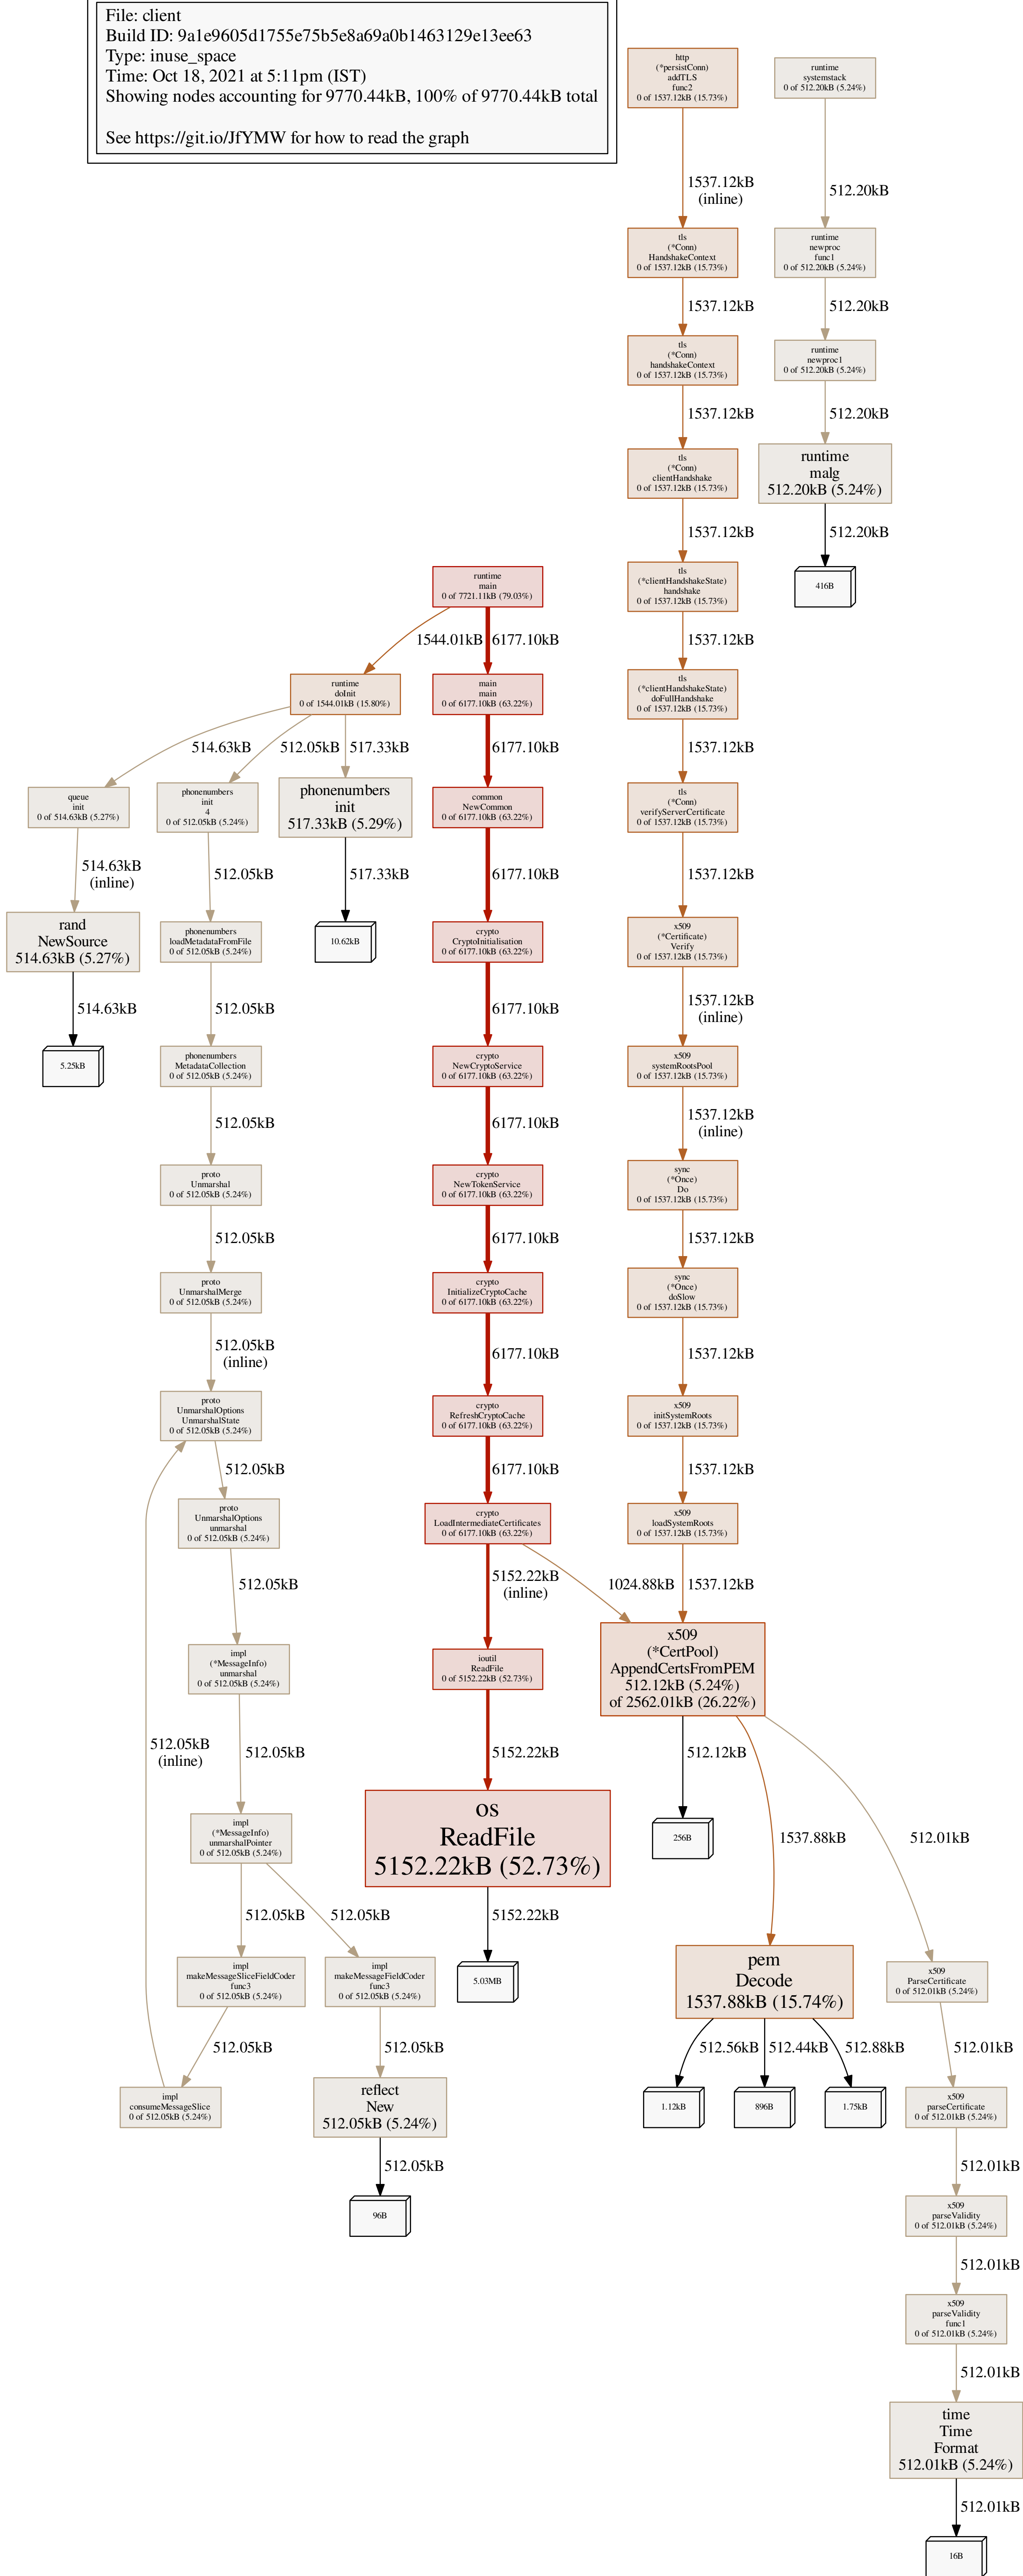 File: client
Build ID: 9a1e9605d1755e75b5e8a69a0b1463129e13ee63
Type: inuse_space
Time: Oct 18, 2021 at 5:11pm (IST)
Showing nodes accounting for 9770.44kB, 100% of 9770.44kB total
See https://git.io/JfYMW for how to read the graph
http
(*persistConn)
addTLS
func2
0 of 1537.12kB (15.73%)
runtime
systemstack
0 of 512.20kB (5.24%)
1537.12kB
(inline)
512.20kB
tls
(*Conn)
HandshakeContext
0 of 1537.12kB (15.73%)
runtime
newproc
func1
0 of 512.20kB (5.24%)
1537.12kB
512.20kB
tls
(*Conn)
handshakeContext
0 of 1537.12kB (15.73%)
runtime
newproc1
0 of 512.20kB (5.24%)
1537.12kB
512.20kB
tls
(*Conn)
clientHandshake
0 of 1537.12kB (15.73%)
runtime
malg
512.20kB (5.24%)
1537.12kB
512.20kB
runtime
main
0 of 7721.11kB (79.03%)
tls
(*clientHandshakeState)
handshake
0 of 1537.12kB (15.73%)
416B
1544.01kB
6177.10kB
1537.12kB
runtime
doInit
0 of 1544.01kB (15.80%)
main
main
0 of 6177.10kB (63.22%)
tls
(*clientHandshakeState)
doFullHandshake
0 of 1537.12kB (15.73%)
514.63kB
512.05kB
517.33kB
6177.10kB
1537.12kB
queue
init
0 of 514.63kB (5.27%)
phonenumbers
init
4
0 of 512.05kB (5.24%)
phonenumbers
init
517.33kB (5.29%)
common
NewCommon
0 of 6177.10kB (63.22%)
tls
(*Conn)
verifyServerCertificate
0 of 1537.12kB (15.73%)
514.63kB
(inline)
512.05kB
517.33kB
6177.10kB
1537.12kB
rand
NewSource
514.63kB (5.27%)
phonenumbers
loadMetadataFromFile
0 of 512.05kB (5.24%)
10.62kB
crypto
CryptoInitialisation
0 of 6177.10kB (63.22%)
x509
(*Certificate)
Verify
0 of 1537.12kB (15.73%)
514.63kB
512.05kB
6177.10kB
1537.12kB
(inline)
5.25kB
phonenumbers
MetadataCollection
0 of 512.05kB (5.24%)
crypto
NewCryptoService
0 of 6177.10kB (63.22%)
x509
systemRootsPool
0 of 1537.12kB (15.73%)
512.05kB
6177.10kB
1537.12kB
(inline)
proto
Unmarshal
0 of 512.05kB (5.24%)
crypto
NewTokenService
0 of 6177.10kB (63.22%)
sync
(*Once)
Do
0 of 1537.12kB (15.73%)
512.05kB
6177.10kB
1537.12kB
proto
UnmarshalMerge
0 of 512.05kB (5.24%)
crypto
InitializeCryptoCache
0 of 6177.10kB (63.22%)
sync
(*Once)
doSlow
0 of 1537.12kB (15.73%)
512.05kB
(inline)
6177.10kB
1537.12kB
proto
UnmarshalOptions
UnmarshalState
0 of 512.05kB (5.24%)
crypto
RefreshCryptoCache
0 of 6177.10kB (63.22%)
x509
initSystemRoots
0 of 1537.12kB (15.73%)
512.05kB
6177.10kB
1537.12kB
proto
UnmarshalOptions
unmarshal
0 of 512.05kB (5.24%)
crypto
LoadIntermediateCertificates
0 of 6177.10kB (63.22%)
x509
loadSystemRoots
0 of 1537.12kB (15.73%)
512.05kB
5152.22kB
(inline)
1024.88kB
1537.12kB
impl
(*MessageInfo)
unmarshal
0 of 512.05kB (5.24%)
ioutil
ReadFile
0 of 5152.22kB (52.73%)
x509
(*CertPool)
AppendCertsFromPEM
512.12kB (5.24%)
of 2562.01kB (26.22%)
512.05kB
(inline)
512.05kB
5152.22kB
512.12kB
impl
(*MessageInfo)
unmarshalPointer
0 of 512.05kB (5.24%)
os
ReadFile
5152.22kB (52.73%)
256B
1537.88kB
512.01kB
512.05kB
512.05kB
5152.22kB
impl
makeMessageSliceFieldCoder
func3
0 of 512.05kB (5.24%)
impl
makeMessageFieldCoder
func3
0 of 512.05kB (5.24%)
5.03MB
pem
Decode
1537.88kB (15.74%)
x509
ParseCertificate
0 of 512.01kB (5.24%)
512.05kB
512.05kB
512.56kB
512.44kB
512.88kB
512.01kB
impl
consumeMessageSlice
0 of 512.05kB (5.24%)
reflect
New
512.05kB (5.24%)
1.12kB
896B
1.75kB
x509
parseCertificate
0 of 512.01kB (5.24%)
512.05kB
512.01kB
96B
x509
parseValidity
0 of 512.01kB (5.24%)
512.01kB
x509
parseValidity
func1
0 of 512.01kB (5.24%)
512.01kB
time
Time
Format
512.01kB (5.24%)
512.01kB
16B